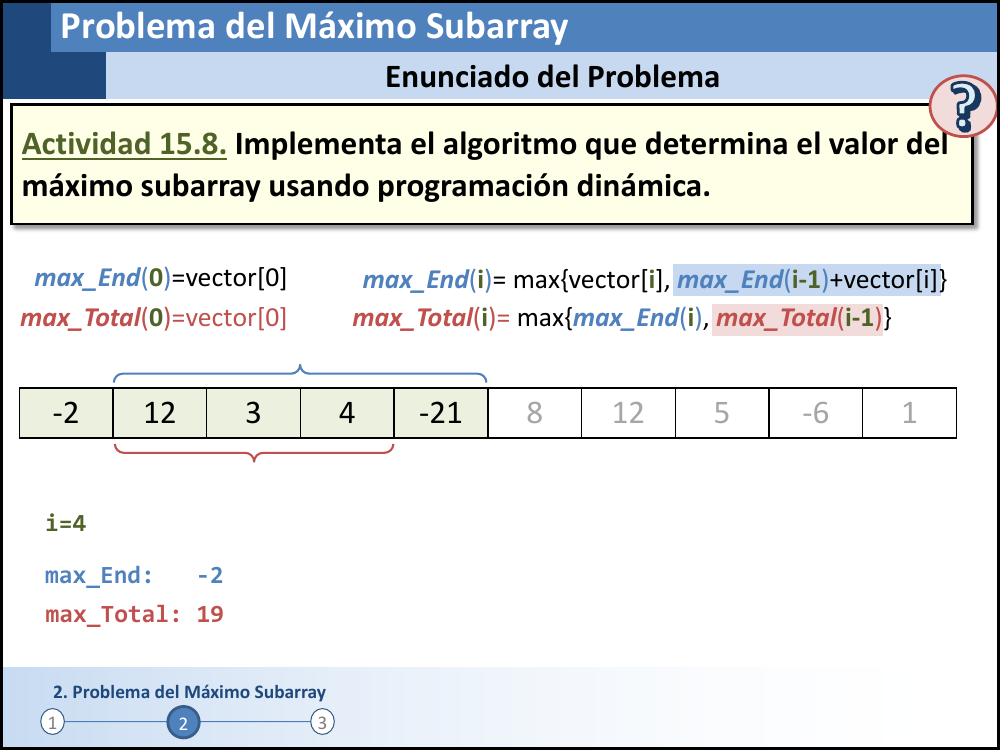 Problema del Máximo Subarray
Enunciado del Problema
?
Actividad 15.8. Implementa el algoritmo que determina el valor del
máximo subarray usando programación dinámica.
max_End(0)=vector[0] max_End(i)= max{vector[i], max_End(i-1)+vector[i]}
max_Total(0)=vector[0] max_Total(i)= max{max_End(i), max_Total(i-1)}
-2 12 3 4 -21 8 12 5 -6 1
i=4
max_End: -2
max_Total: 19
2. Problema del Máximo Subarray
1 2 3